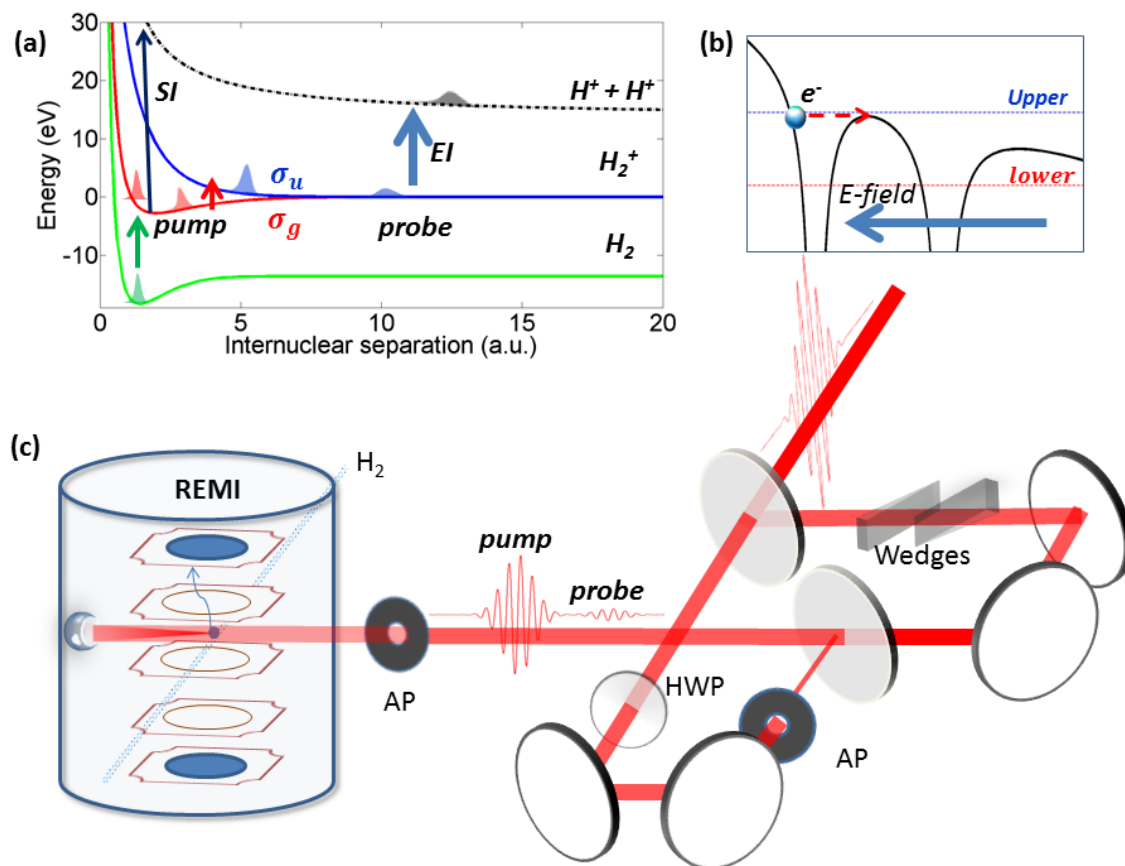 (a)
30
20
10
0
-10
Energy (eV)
SI
H⁺ + H⁺
EI
H₂⁺
σᵤ
pump
σg
probe
H₂
0
5
10
15
20
Internuclear separation (a.u.)
(b)
e⁻
Upper
lower
E-field
(c)
H₂
REMI
pump
probe
AP
Wedges
HWP
AP